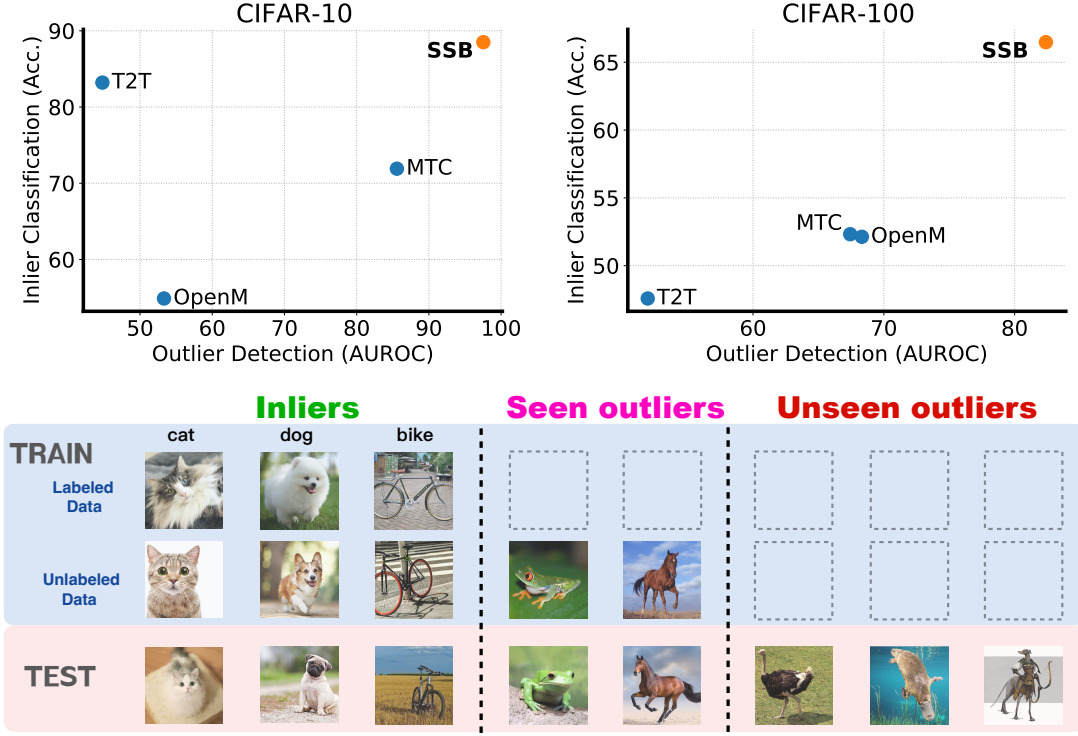 CIFAR-10
90
80
70
60
Inlier Classification (Acc.)
SSB
T2T
MTC
OpenM
50 60 70 80 90 100
Outlier Detection (AUROC)
CIFAR-100
65
60
55
50
Inlier Classification (Acc.)
SSB
MTC
OpenM
T2T
60 70 80
Outlier Detection (AUROC)
Inliers Seen outliers Unseen outliers
cat dog bike
TRAIN
Labeled
Data
Unlabeled
Data
TEST